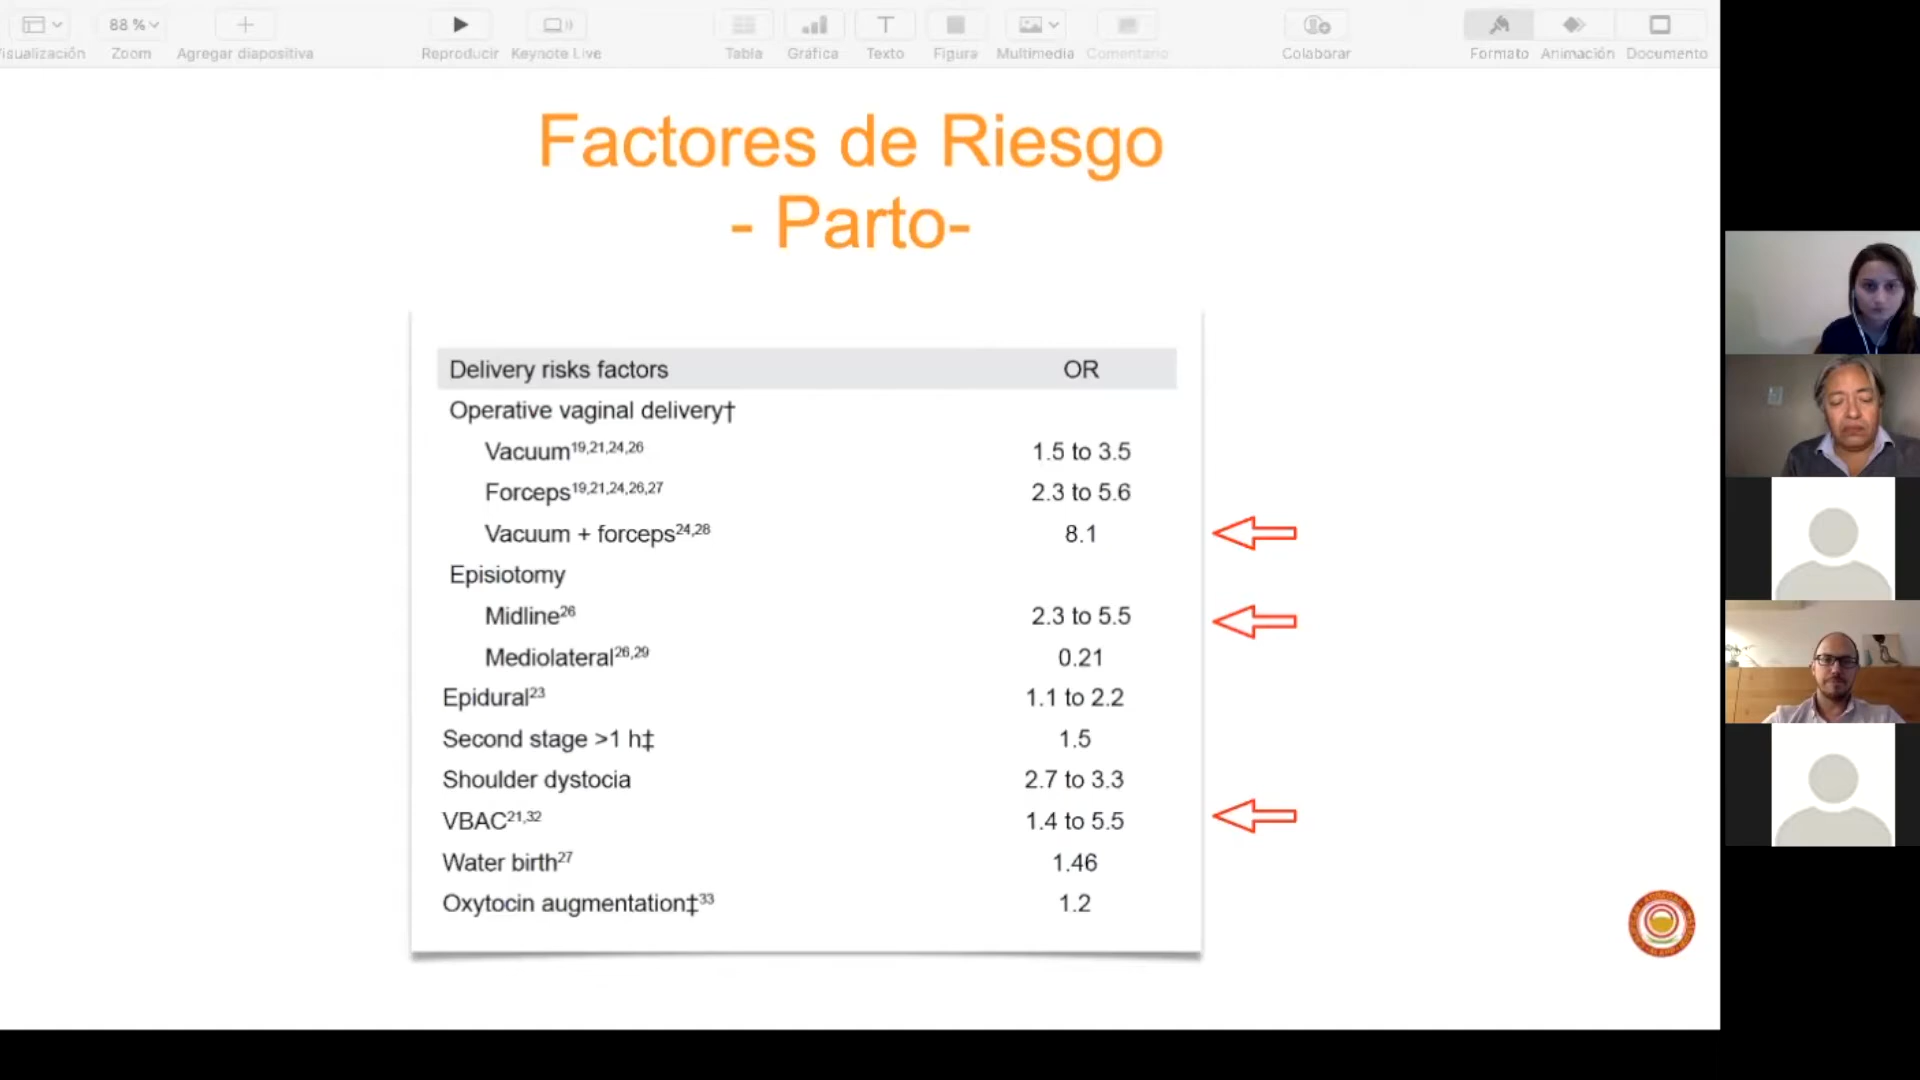 88 %
Visualización Zoom Agregar diapositiva Reproducir Keynote Live Tabla Gráfica Texto Figura Multimedia Comentario Colaborar Formato Animación Documento
Factores de Riesgo
- Parto-
Delivery risks factors OR
Operative vaginal delivery†
Vacuum19,21,24,26 1.5 to 3.5
Forceps19,21,24,26,27 2.3 to 5.6
Vacuum + forceps24,28 8.1
Episiotomy
Midline26 2.3 to 5.5
Mediolateral26,29 0.21
Epidural23 1.1 to 2.2
Second stage >1 h‡ 1.5
Shoulder dystocia 2.7 to 3.3
VBAC21,32 1.4 to 5.5
Water birth27 1.46
Oxytocin augmentation‡33 1.2